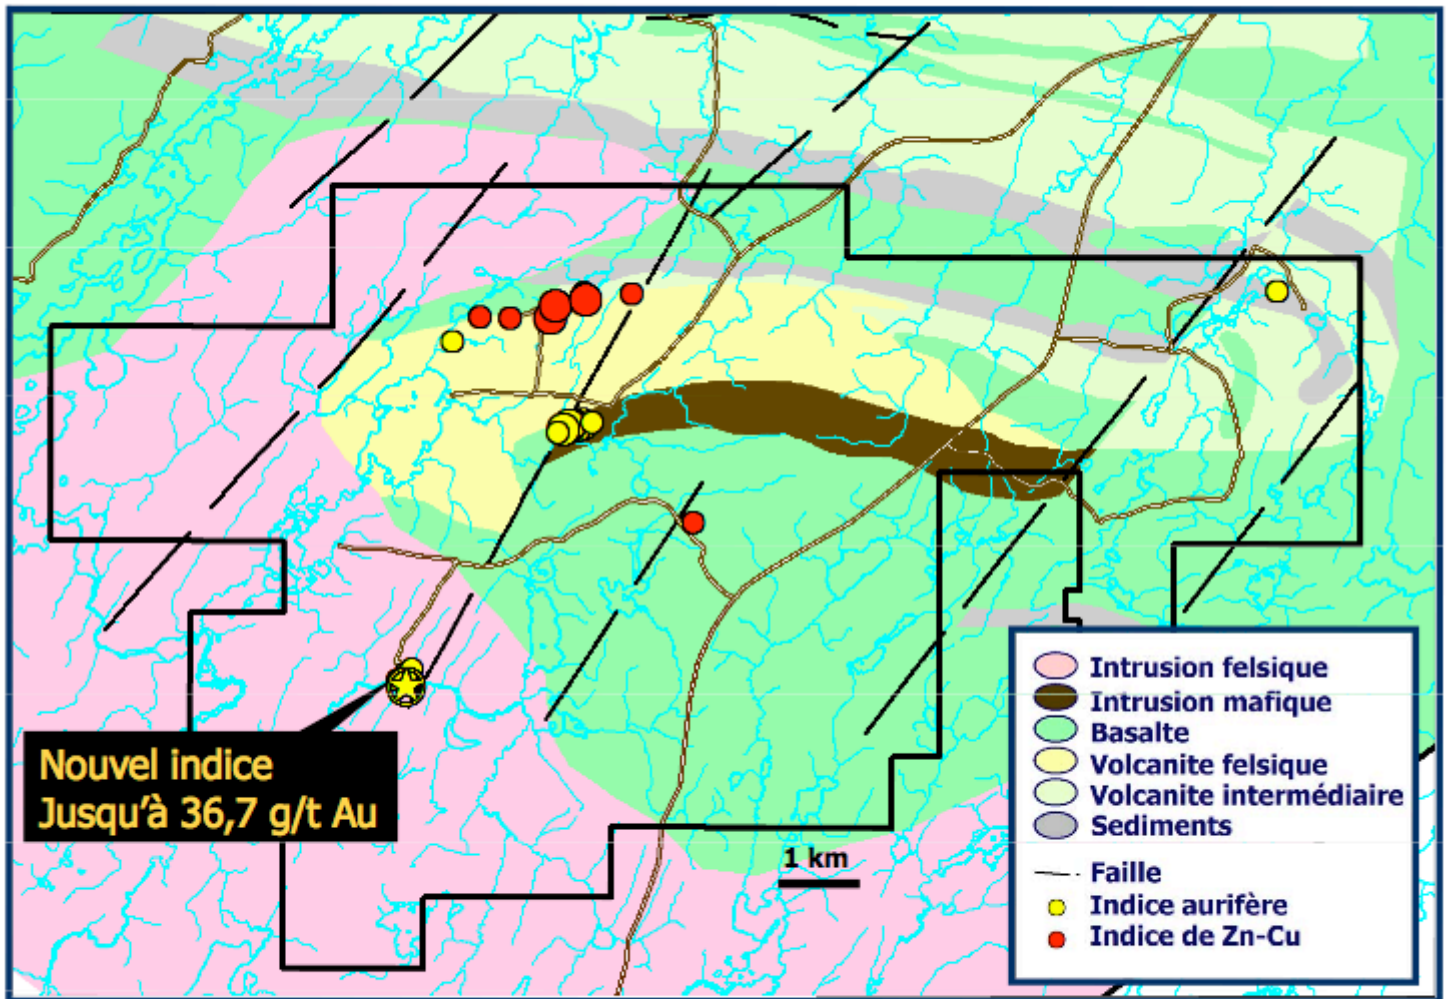 Nouvel indice
Jusqu'à 36,7 g/t Au
1 km
Intrusion felsique
Intrusion mafique
Basalte
Volcanite felsique
Volcanite intermédiaire
Sediments
Faille
Indice aurifère
Indice de Zn-Cu